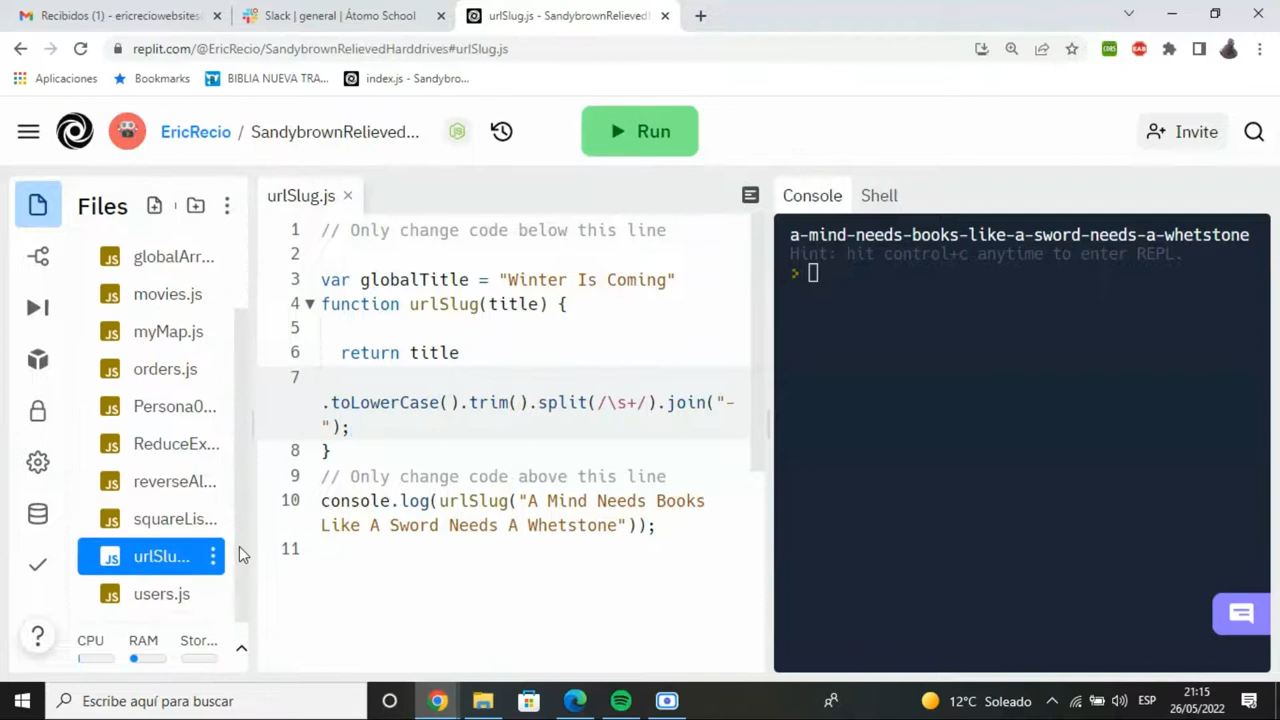 Recibidos (1) - ericreciowebsites
Slack | general | Átomo School
urlSlug.js - SandybrownRelievedH
replit.com/@EricRecio/SandybrownRelievedHarddrives#urlSlug.js
Aplicaciones
Bookmarks
BIBLIA NUEVA TRA...
index.js - Sandybro...
EricRecio / SandybrownRelieved...
Run
Invite
Files
urlSlug.js
Console
Shell
globalArr...
movies.js
myMap.js
orders.js
Persona0...
ReduceEx...
reverseAl...
squareLis...
urlSlu...
users.js
CPU
RAM
Stor...
1 // Only change code below this line
2
3 var globalTitle = "Winter Is Coming"
4 function urlSlug(title) {
5
6 return title
7
.toLowerCase().trim().split(/\s+/).join("-
");
8 }
9 // Only change code above this line
10 console.log(urlSlug("A Mind Needs Books
Like A Sword Needs A Whetstone"));
11
a-mind-needs-books-like-a-sword-needs-a-whetstone
Hint: hit control+c anytime to enter REPL.
>
Escribe aquí para buscar
12°C Soleado
ESP
21:15
26/05/2022